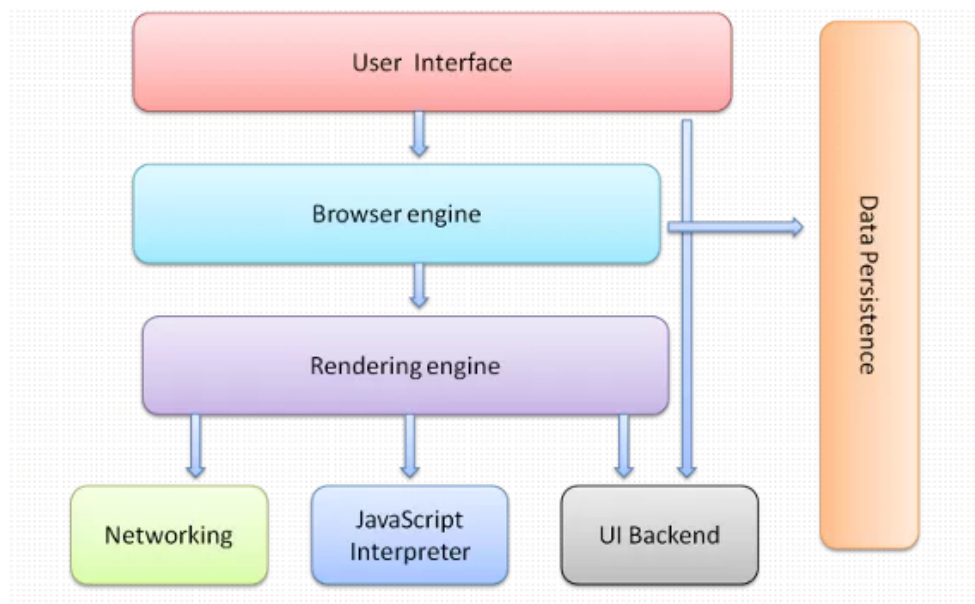 User Interface
Browser engine
Rendering engine
Networking
JavaScript
Interpreter
UI Backend
Data Persistence